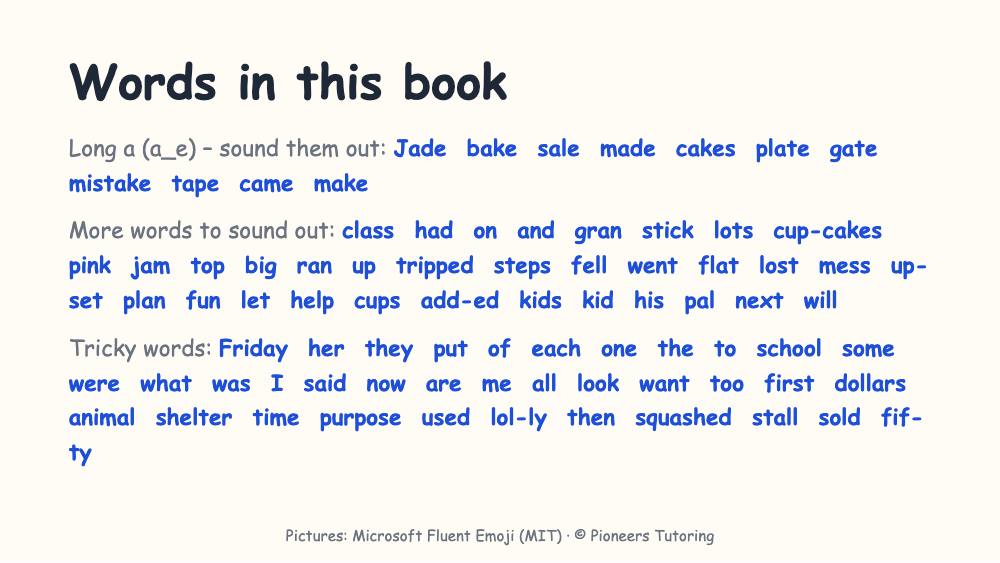 Words in this book
Long a (a_e) – sound them out: Jade bake sale made cakes plate gate
mistake tape came make
More words to sound out: class had on and gran stick lots cup-cakes
pink jam top big ran up tripped steps fell went flat lost mess up-
set plan fun let help cups add-ed kids kid his pal next will
Tricky words: Friday her they put of each one the to school some
were what was I said now are me all look want too first dollars
animal shelter time purpose used lol-ly then squashed stall sold fif-
ty
Pictures: Microsoft Fluent Emoji (MIT) · © Pioneers Tutoring